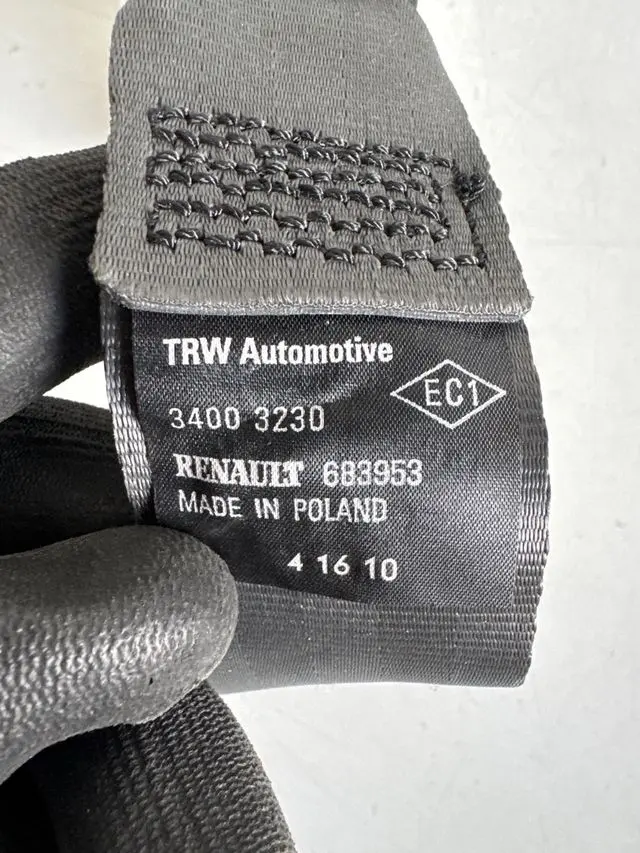 TRW Automotive
EC1
3400 3230
RENAULT 683953
MADE IN POLAND
4 16 10